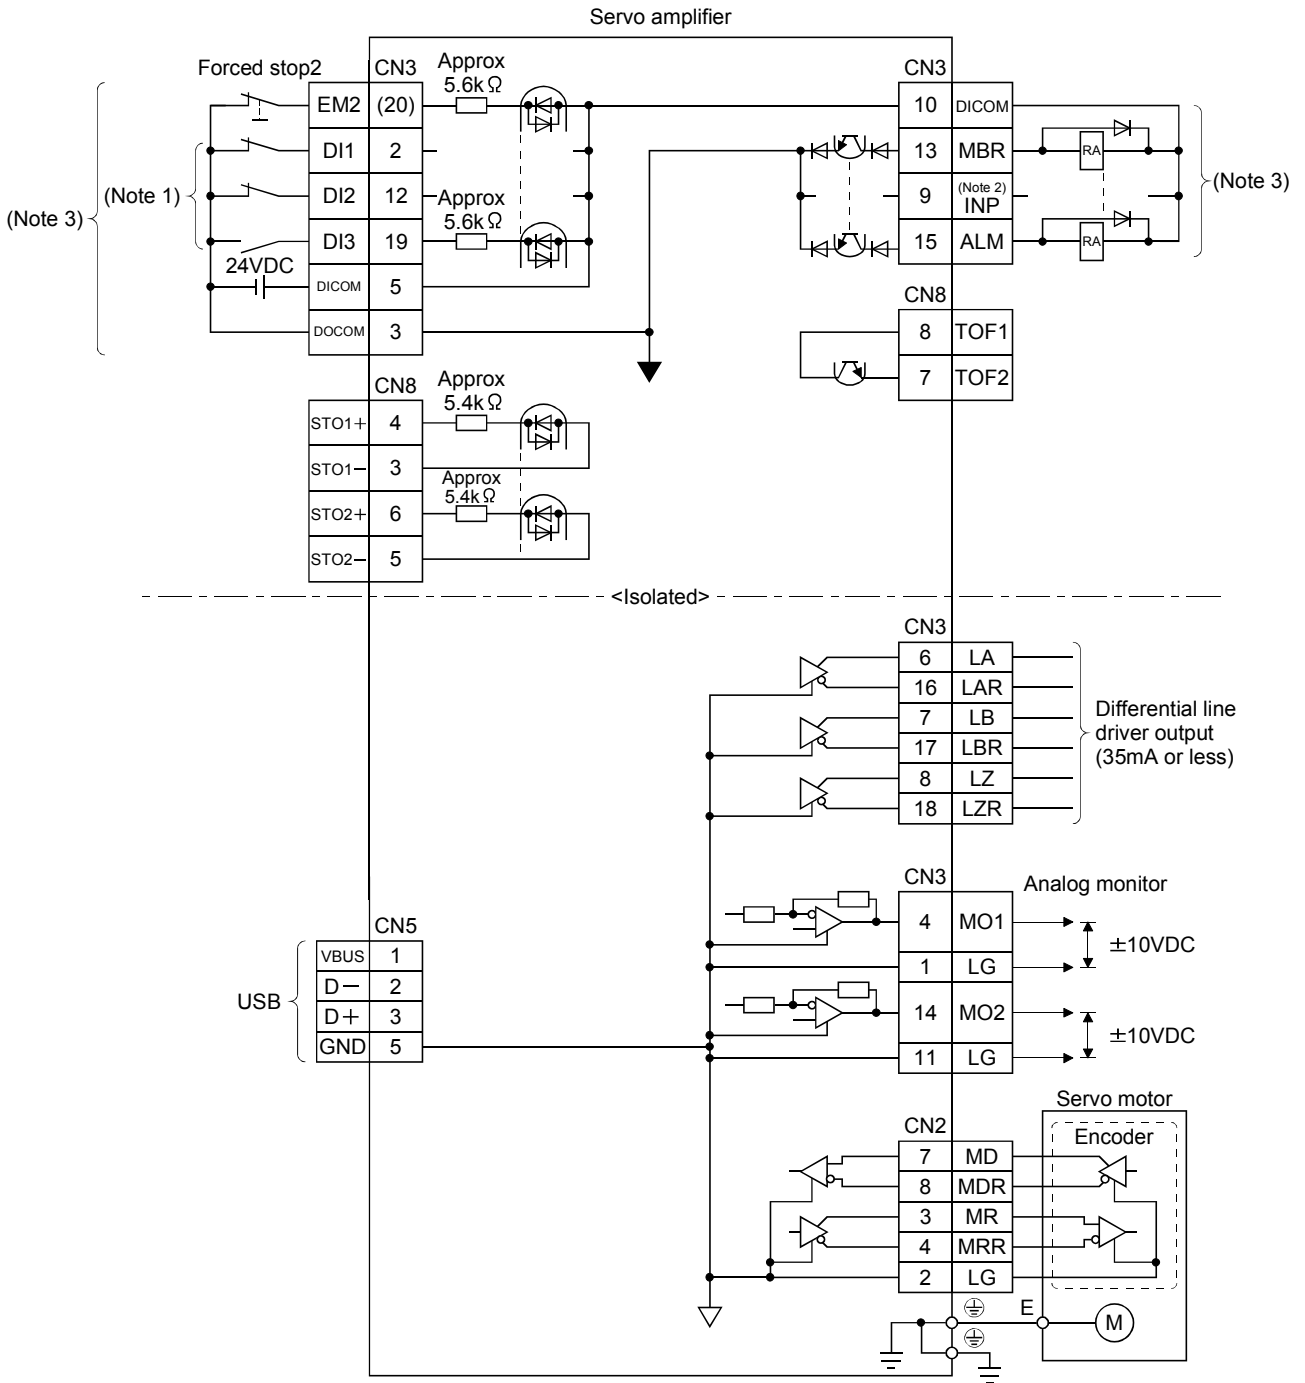 Servo amplifier
Forced stop2
CN3
Approx
5.6kΩ
EM2 (20)
DI1 2
DI2 12
Approx
5.6kΩ
DI3 19
24VDC
DICOM 5
DOCOM 3
(Note 1)
(Note 3)
CN3
10 DICOM
13 MBR
RA
9 (Note 2)
INP
15 ALM
RA
(Note 3)
CN8
8 TOF1
7 TOF2
CN8
Approx
5.4kΩ
STO1+ 4
STO1− 3
Approx
5.4kΩ
STO2+ 6
STO2− 5
<Isolated>
CN3
6 LA
16 LAR
7 LB
17 LBR
8 LZ
18 LZR
Differential line
driver output
(35mA or less)
CN3
Analog monitor
4 MO1
±10VDC
1 LG
14 MO2
±10VDC
11 LG
CN5
VBUS 1
D− 2
D+ 3
GND 5
USB
Servo motor
CN2
Encoder
7 MD
8 MDR
3 MR
4 MRR
2 LG
E
M